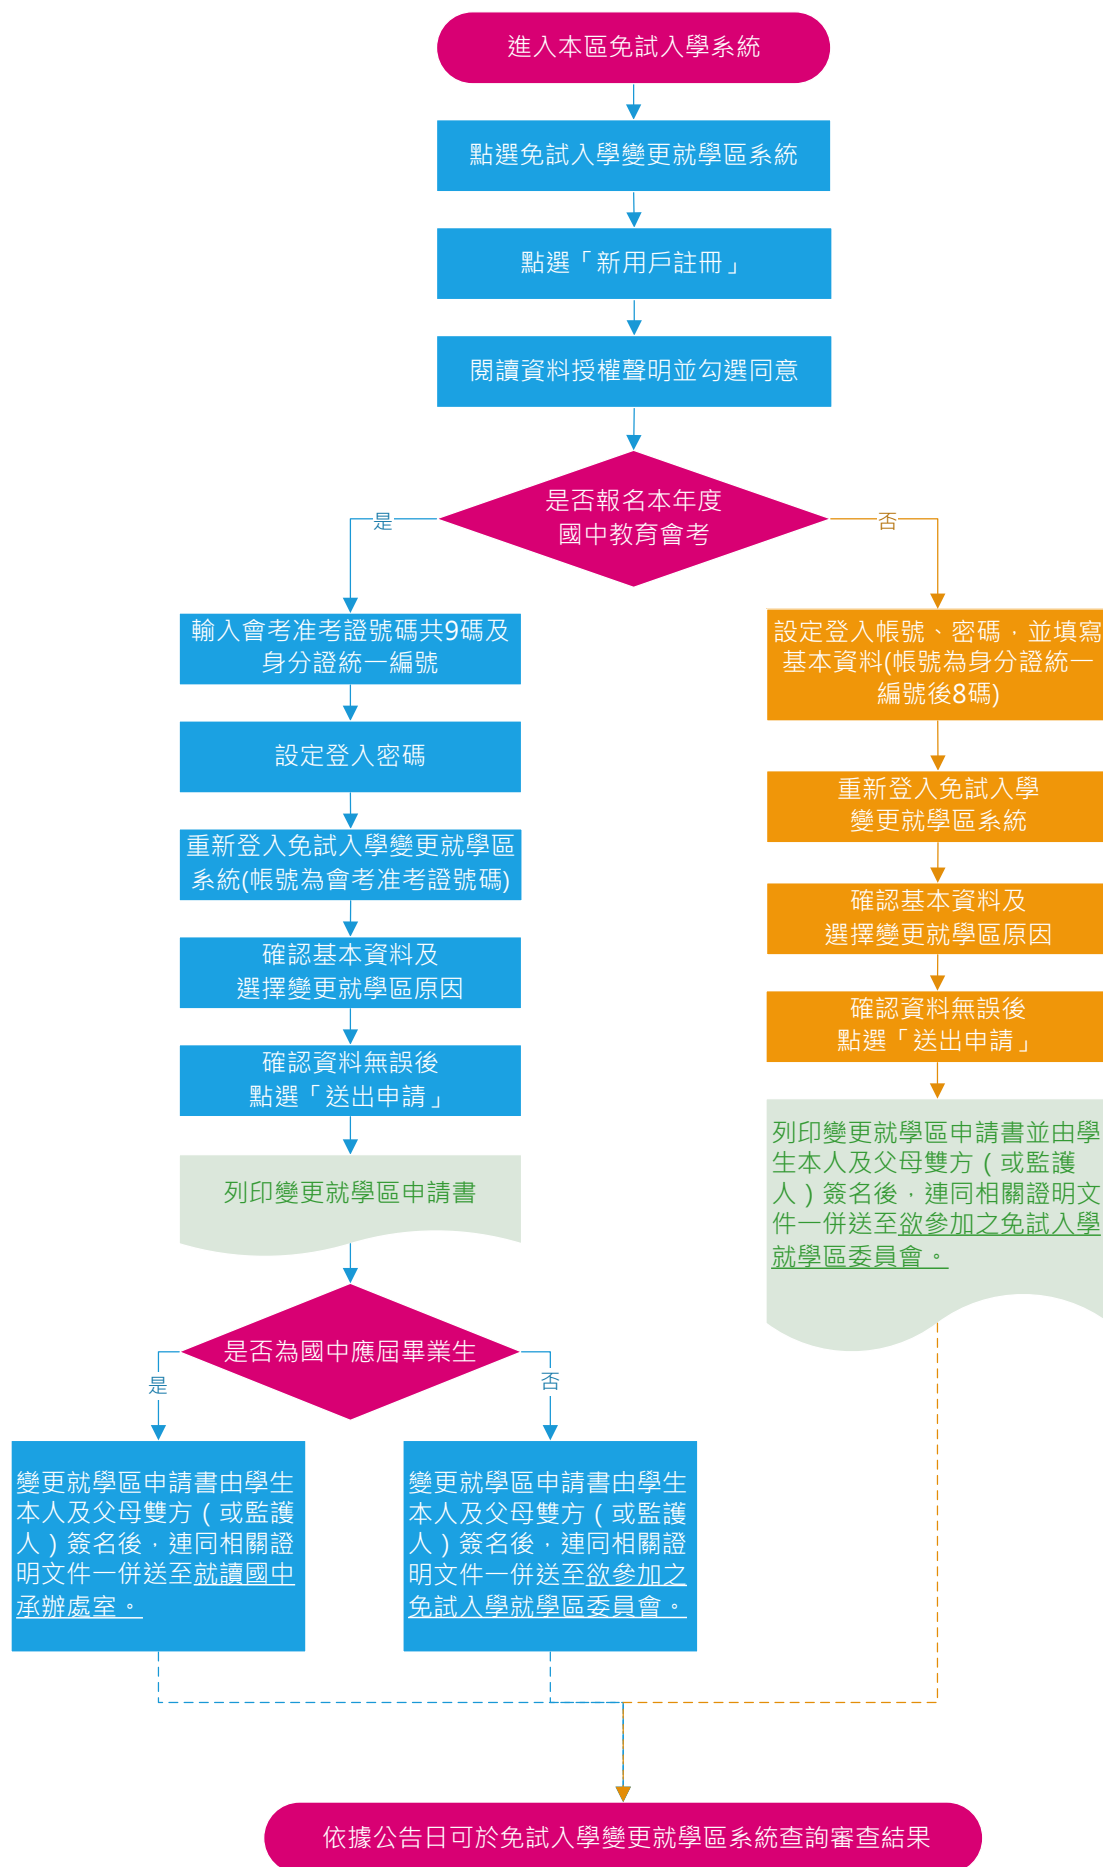 進入本區免試入學系統
點選免試入學變更就學區系統
點選「新用戶註冊」
閱讀資料授權聲明並勾選同意
是否報名本年度
國中教育會考
是
否
輸入會考准考證號碼共9碼及
身分證統一編號
設定登入密碼
重新登入免試入學變更就學區
系統(帳號為會考准考證號碼)
確認基本資料及
選擇變更就學區原因
確認資料無誤後
點選「送出申請」
列印變更就學區申請書
是否為國中應屆畢業生
是
否
變更就學區申請書由學生
本人及父母雙方（或監護
人）簽名後，連同相關證
明文件一併送至就讀國中
承辦處室。
變更就學區申請書由學生
本人及父母雙方（或監護
人）簽名後，連同相關證
明文件一併送至欲參加之
免試入學就學區委員會。
設定登入帳號、密碼，並填寫
基本資料(帳號為身分證統一
編號後8碼)
重新登入免試入學
變更就學區系統
確認基本資料及
選擇變更就學區原因
確認資料無誤後
點選「送出申請」
列印變更就學區申請書並由學
生本人及父母雙方（或監護
人）簽名後，連同相關證明文
件一併送至欲參加之免試入學
就學區委員會。
依據公告日可於免試入學變更就學區系統查詢審查結果